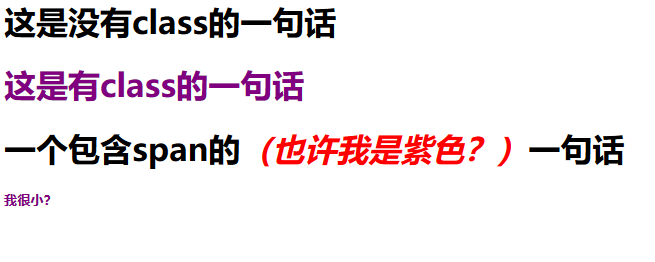 这是没有class的一句话
这是有class的一句话
一个包含span的（也许我是紫色？）一句话
我很小？